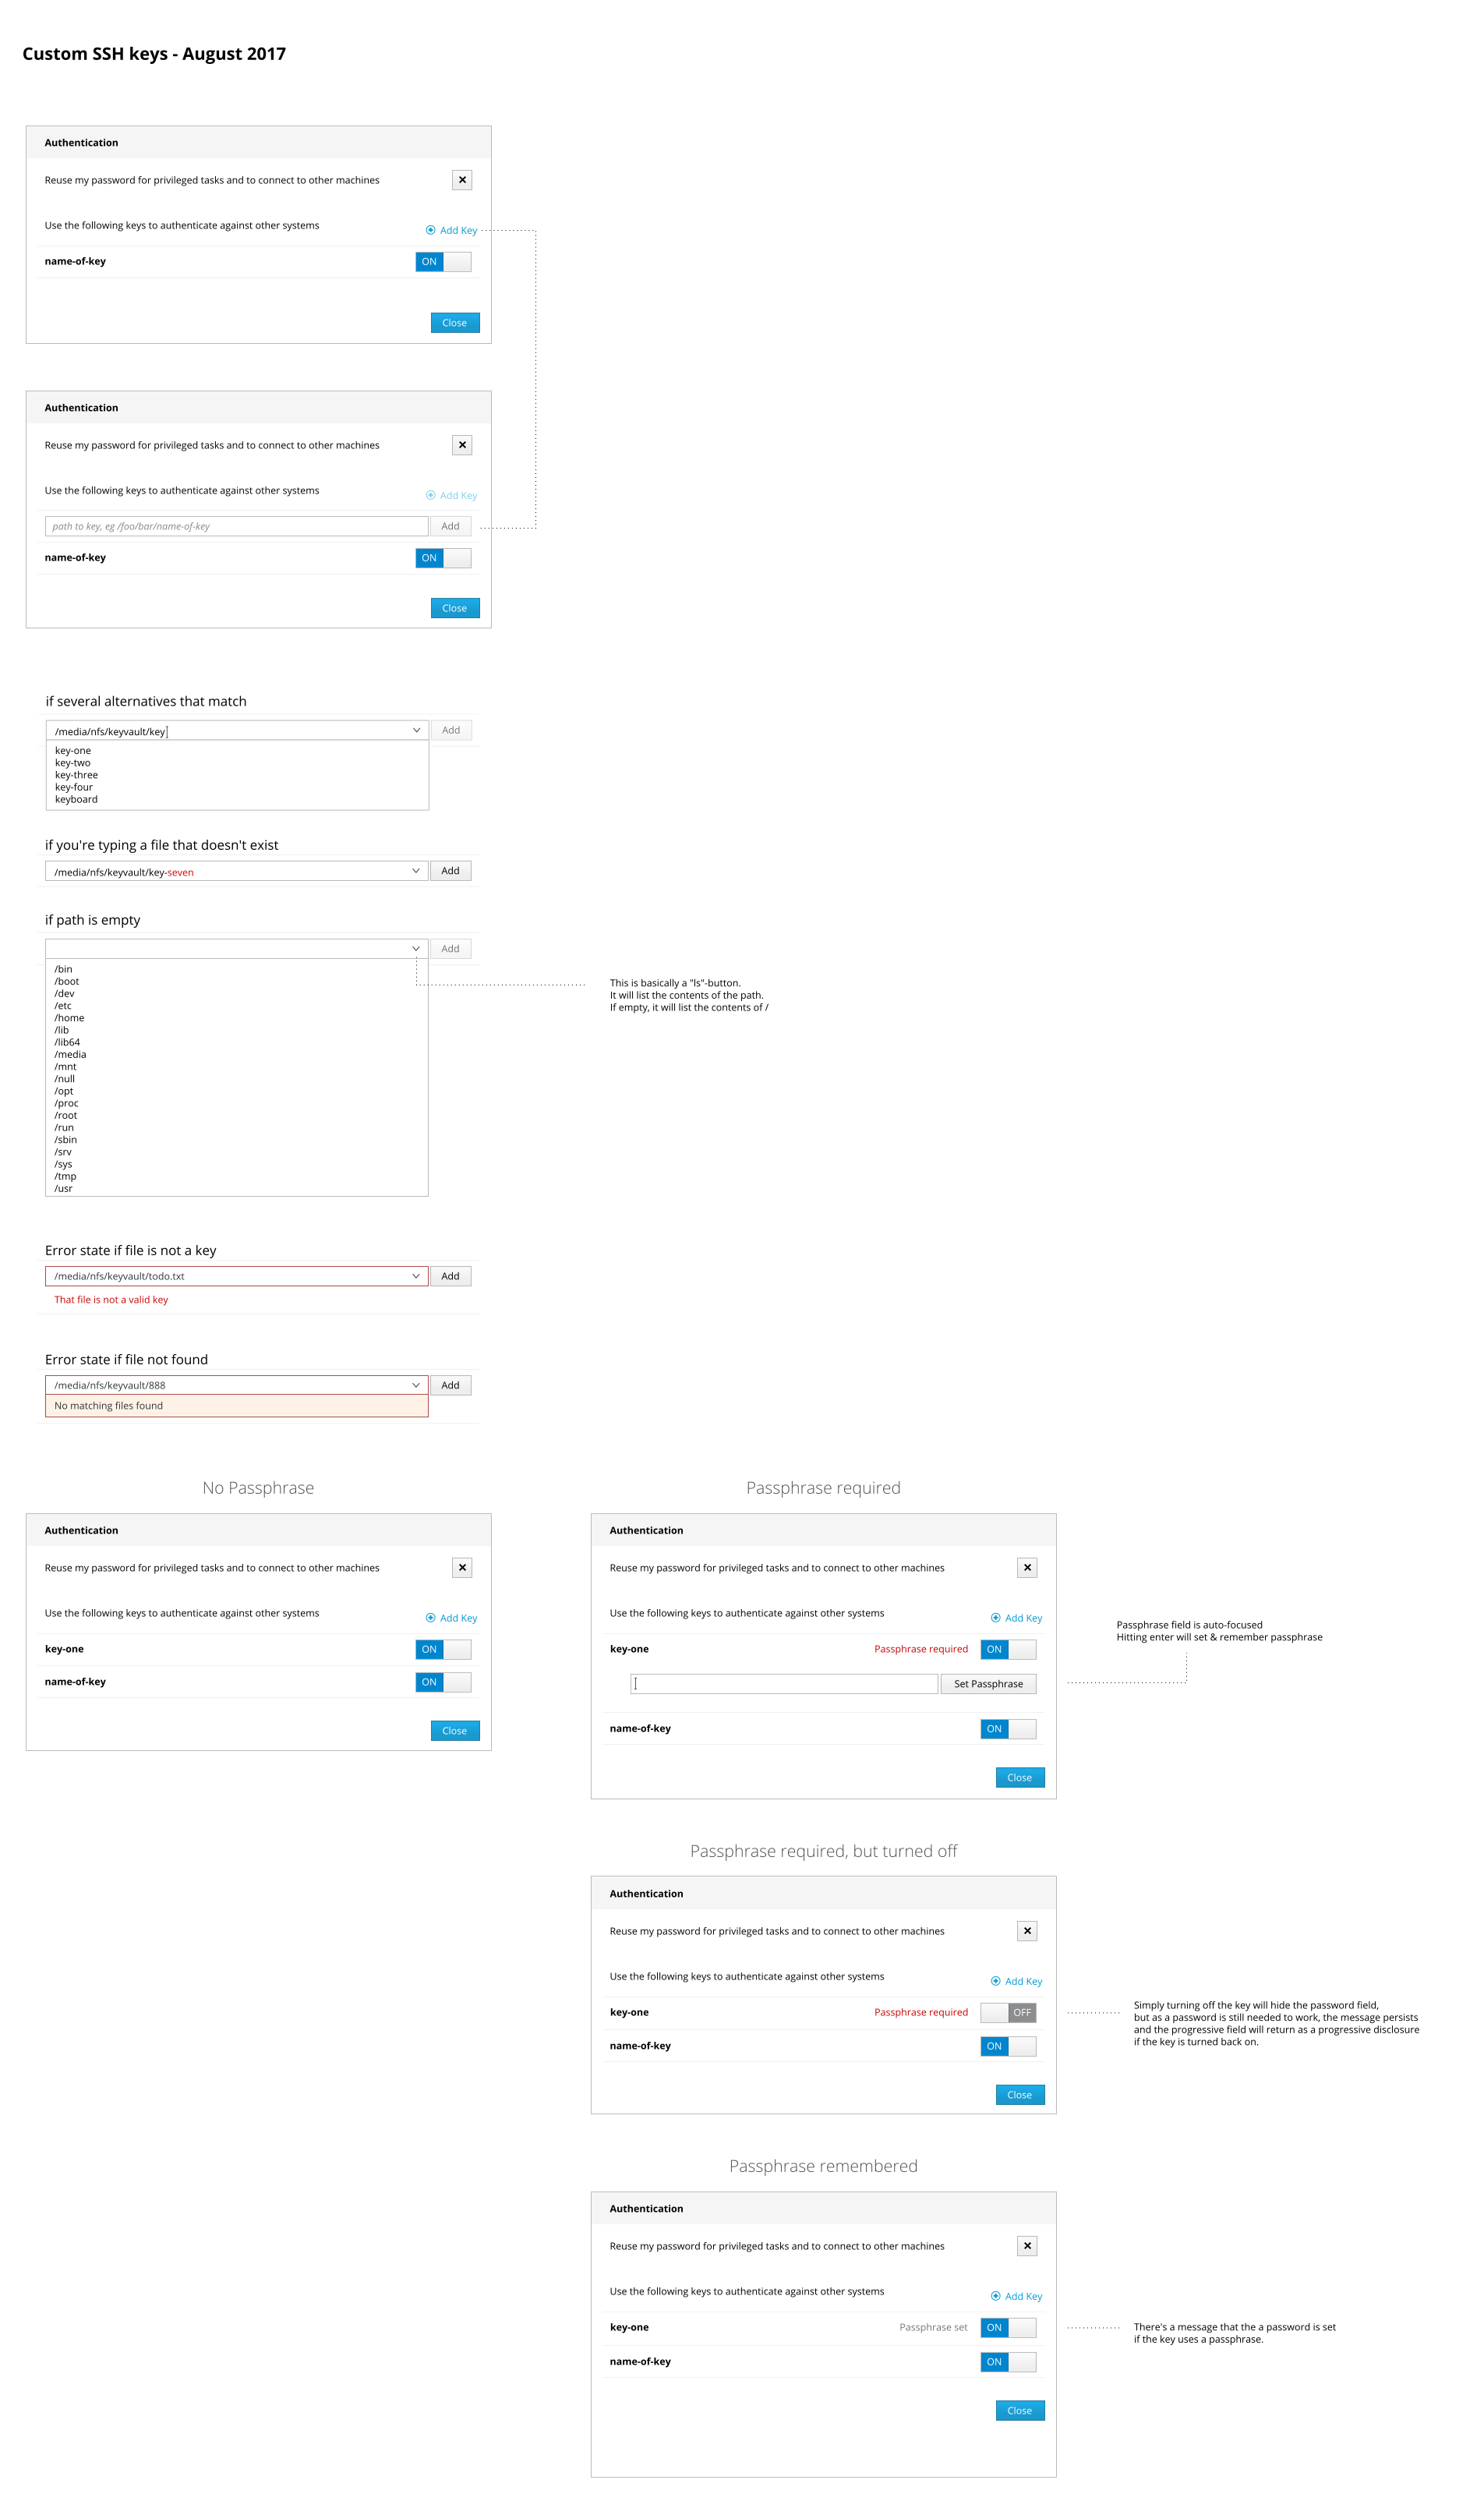 Custom SSH keys - August 2017
Authentication
Reuse my password for privileged tasks and to connect to other machines
Use the following keys to authenticate against other systems
Add Key
name-of-key
ON
Close
Authentication
Reuse my password for privileged tasks and to connect to other machines
Use the following keys to authenticate against other systems
Add Key
path to key, eg /foo/bar/name-of-key
Add
name-of-key
ON
Close
if several alternatives that match
/media/nfs/keyvault/key
Add
key-one
key-two
key-three
key-four
keyboard
if you're typing a file that doesn't exist
/media/nfs/keyvault/key-seven
Add
if path is empty
Add
/bin
/boot
/dev
/etc
/home
/lib
/lib64
/media
/mnt
/null
/opt
/proc
/root
/run
/sbin
/srv
/sys
/tmp
/usr
This is basically a "ls"-button.
It will list the contents of the path.
If empty, it will list the contents of /
Error state if file is not a key
/media/nfs/keyvault/todo.txt
Add
That file is not a valid key
Error state if file not found
/media/nfs/keyvault/888
Add
No matching files found
No Passphrase
Authentication
Reuse my password for privileged tasks and to connect to other machines
Use the following keys to authenticate against other systems
Add Key
key-one
ON
name-of-key
ON
Close
Passphrase required
Authentication
Reuse my password for privileged tasks and to connect to other machines
Use the following keys to authenticate against other systems
Add Key
key-one
Passphrase required
ON
Set Passphrase
name-of-key
ON
Close
Passphrase field is auto-focused
Hitting enter will set & remember passphrase
Passphrase required, but turned off
Authentication
Reuse my password for privileged tasks and to connect to other machines
Use the following keys to authenticate against other systems
Add Key
key-one
Passphrase required
OFF
name-of-key
ON
Close
Simply turning off the key will hide the password field,
but as a password is still needed to work, the message persists
and the progressive field will return as a progressive disclosure
if the key is turned back on.
Passphrase remembered
Authentication
Reuse my password for privileged tasks and to connect to other machines
Use the following keys to authenticate against other systems
Add Key
key-one
Passphrase set
ON
name-of-key
ON
Close
There's a message that the a password is set
if the key uses a passphrase.